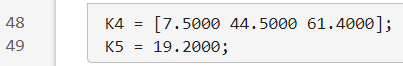 48 K4 = [7.5000 44.5000 61.4000];
49 K5 = 19.2000;